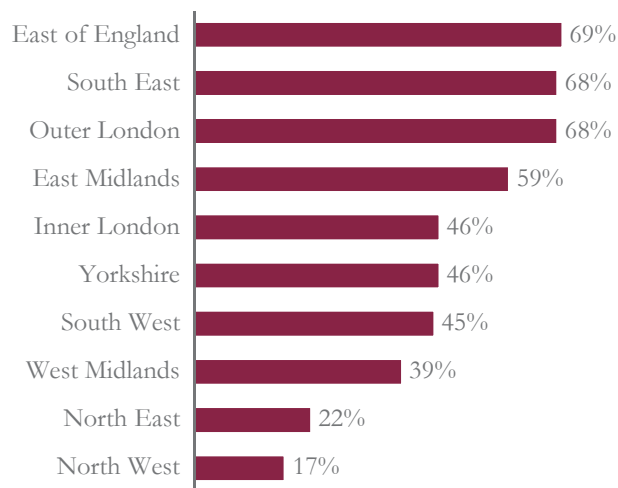 East of England 69%
South East 68%
Outer London 68%
East Midlands 59%
Inner London 46%
Yorkshire 46%
South West 45%
West Midlands 39%
North East 22%
North West 17%